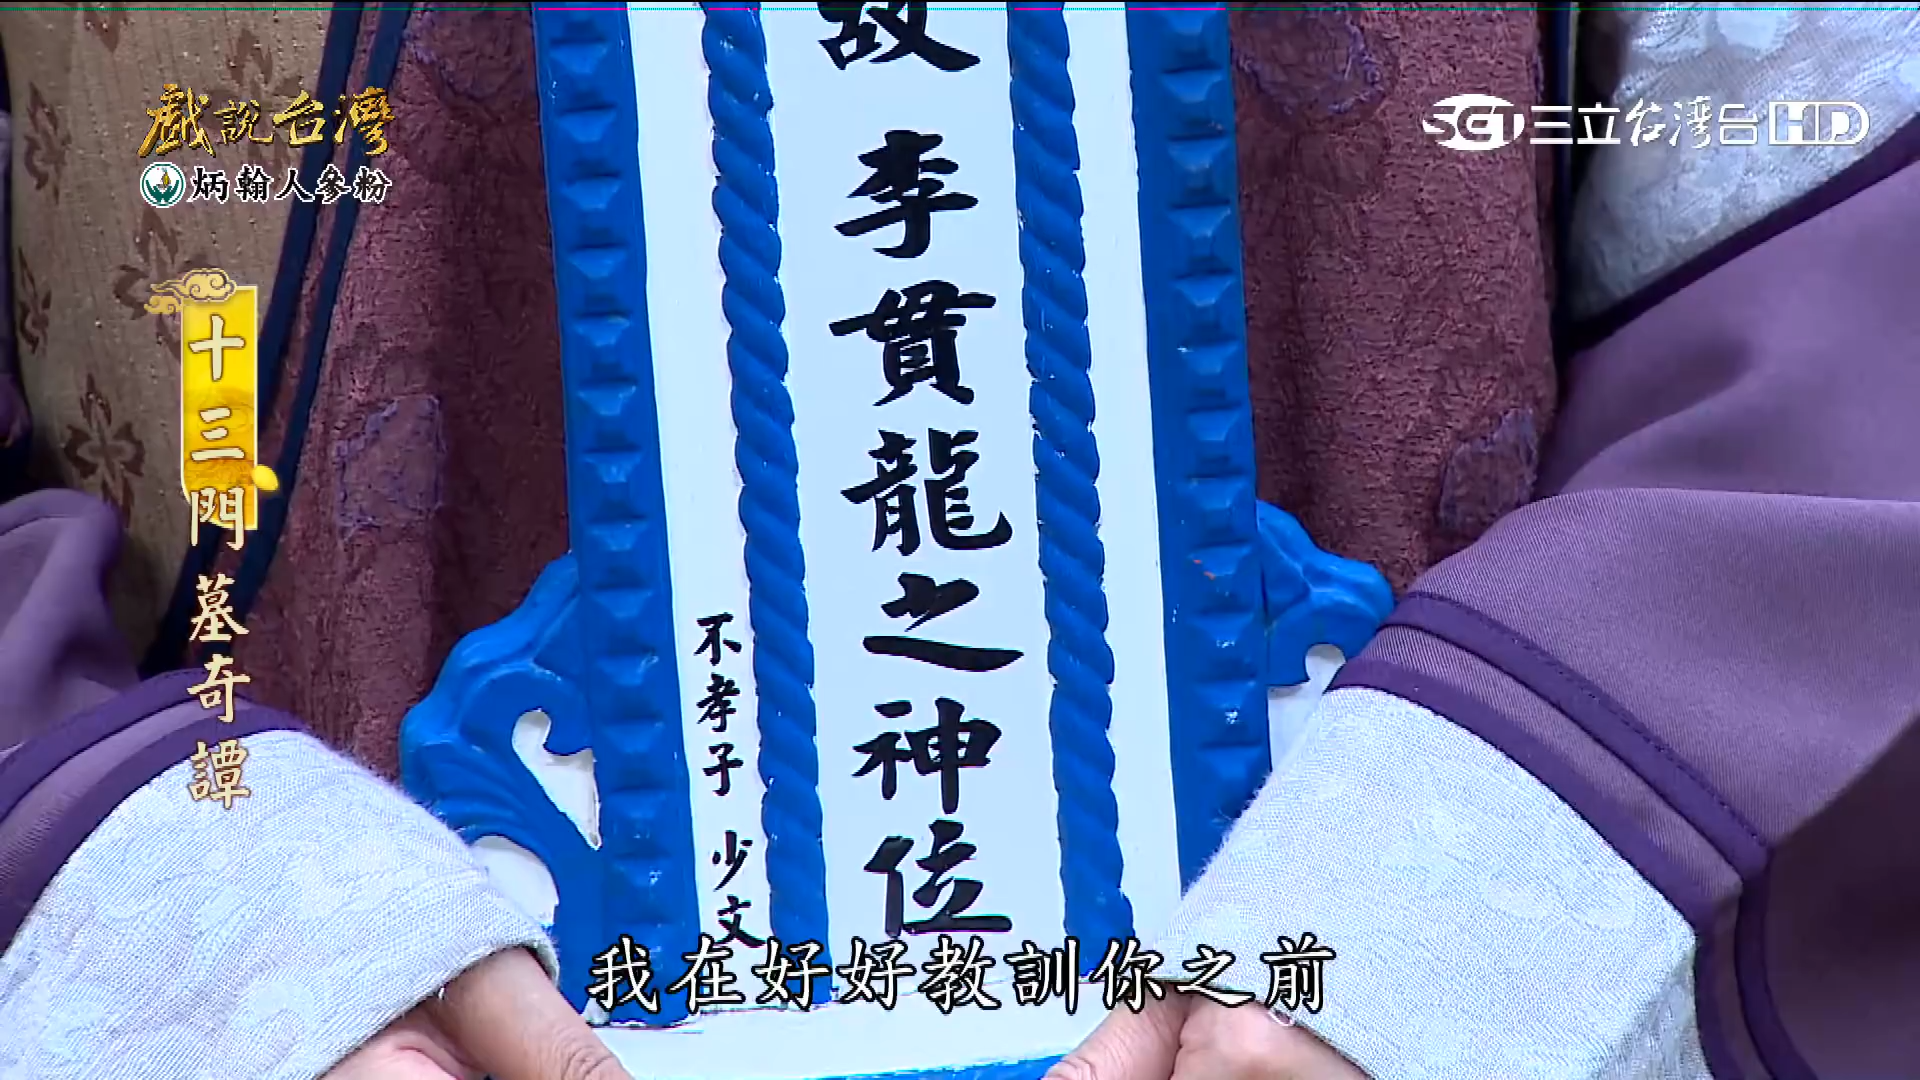 戲說台灣
炳翰人參粉
SET三立台灣台HD
十三門墓奇譚
故李貫龍之神位
不孝子 少文
我在好好教訓你之前